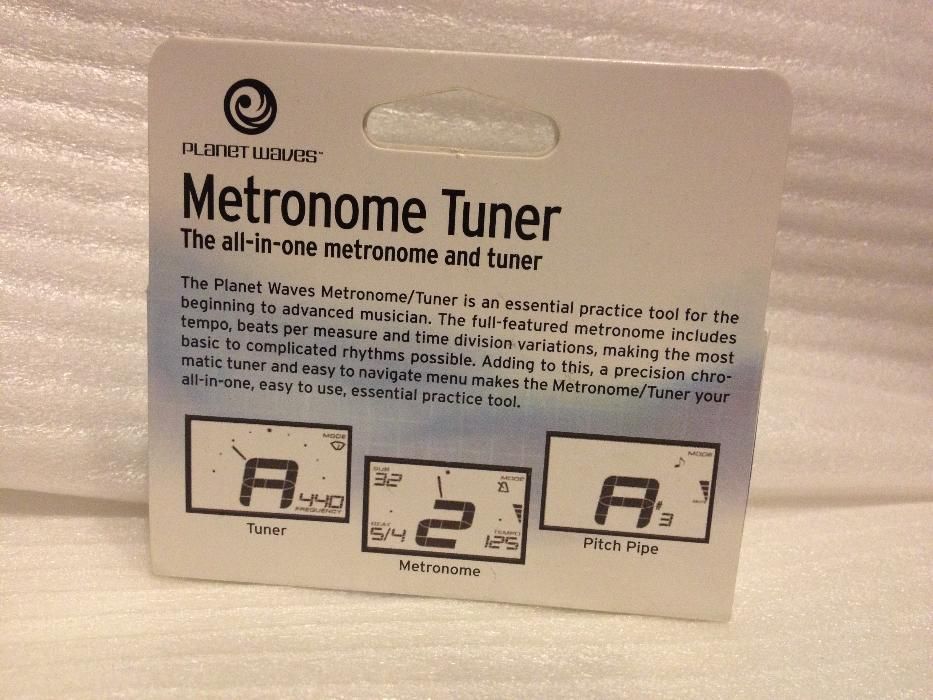 PLANET WAVES™
Metronome Tuner
The all-in-one metronome and tuner
The Planet Waves Metronome/Tuner is an essential practice tool for the
beginning to advanced musician. The full-featured metronome includes
tempo, beats per measure and time division variations, making the most
basic to complicated rhythms possible. Adding to this, a precision chro-
matic tuner and easy to navigate menu makes the Metronome/Tuner your
all-in-one, easy to use, essential practice tool.
MODE
A
440
FREQUENCY
Tuner
SUB
32
MODE
2
BEAT
5/4
TEMPO
125
Metronome
MODE
A#
3
Pitch Pipe